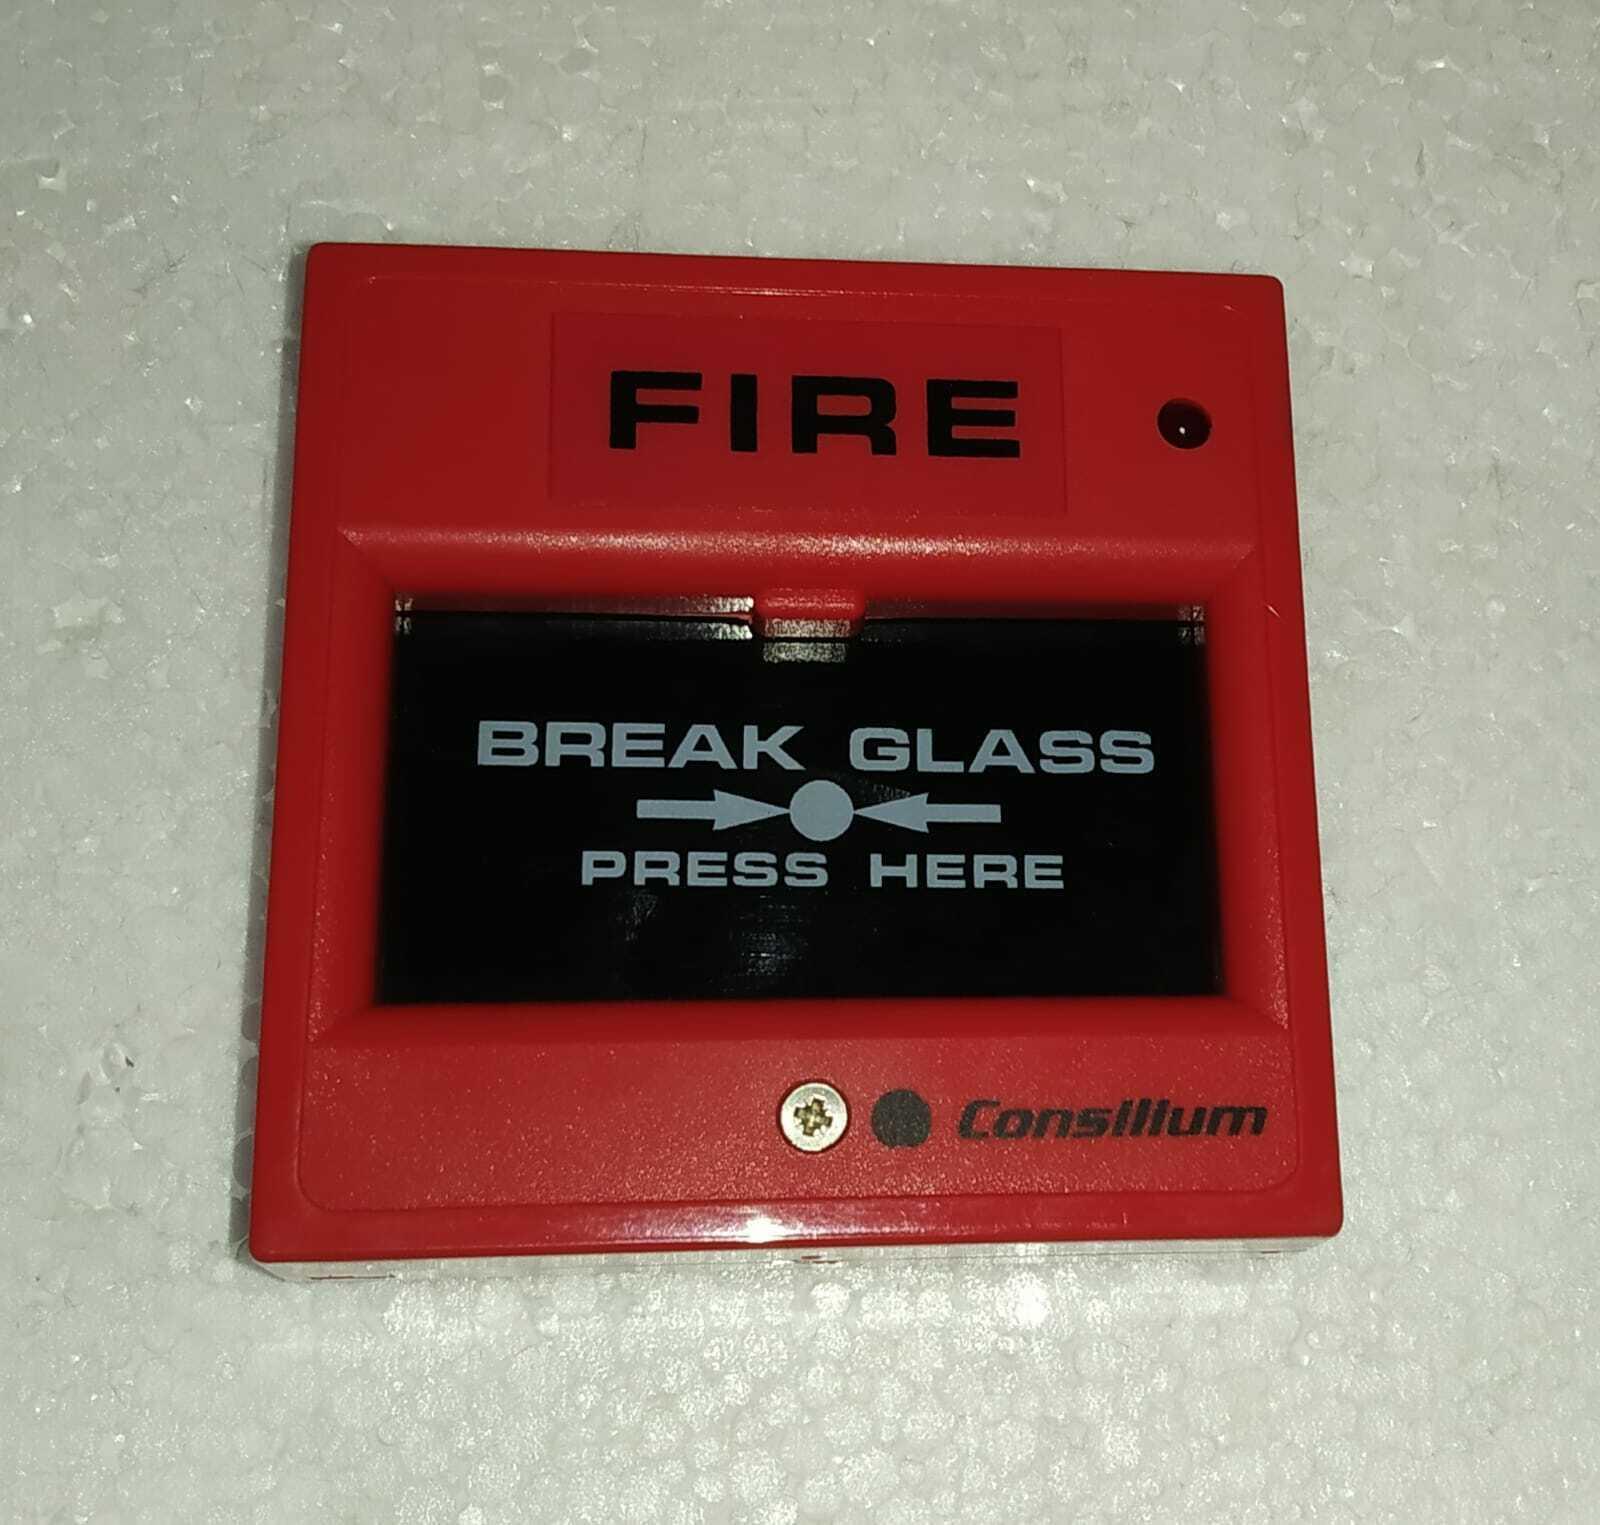 FIRE
BREAK GLASS
PRESS HERE
Consilium